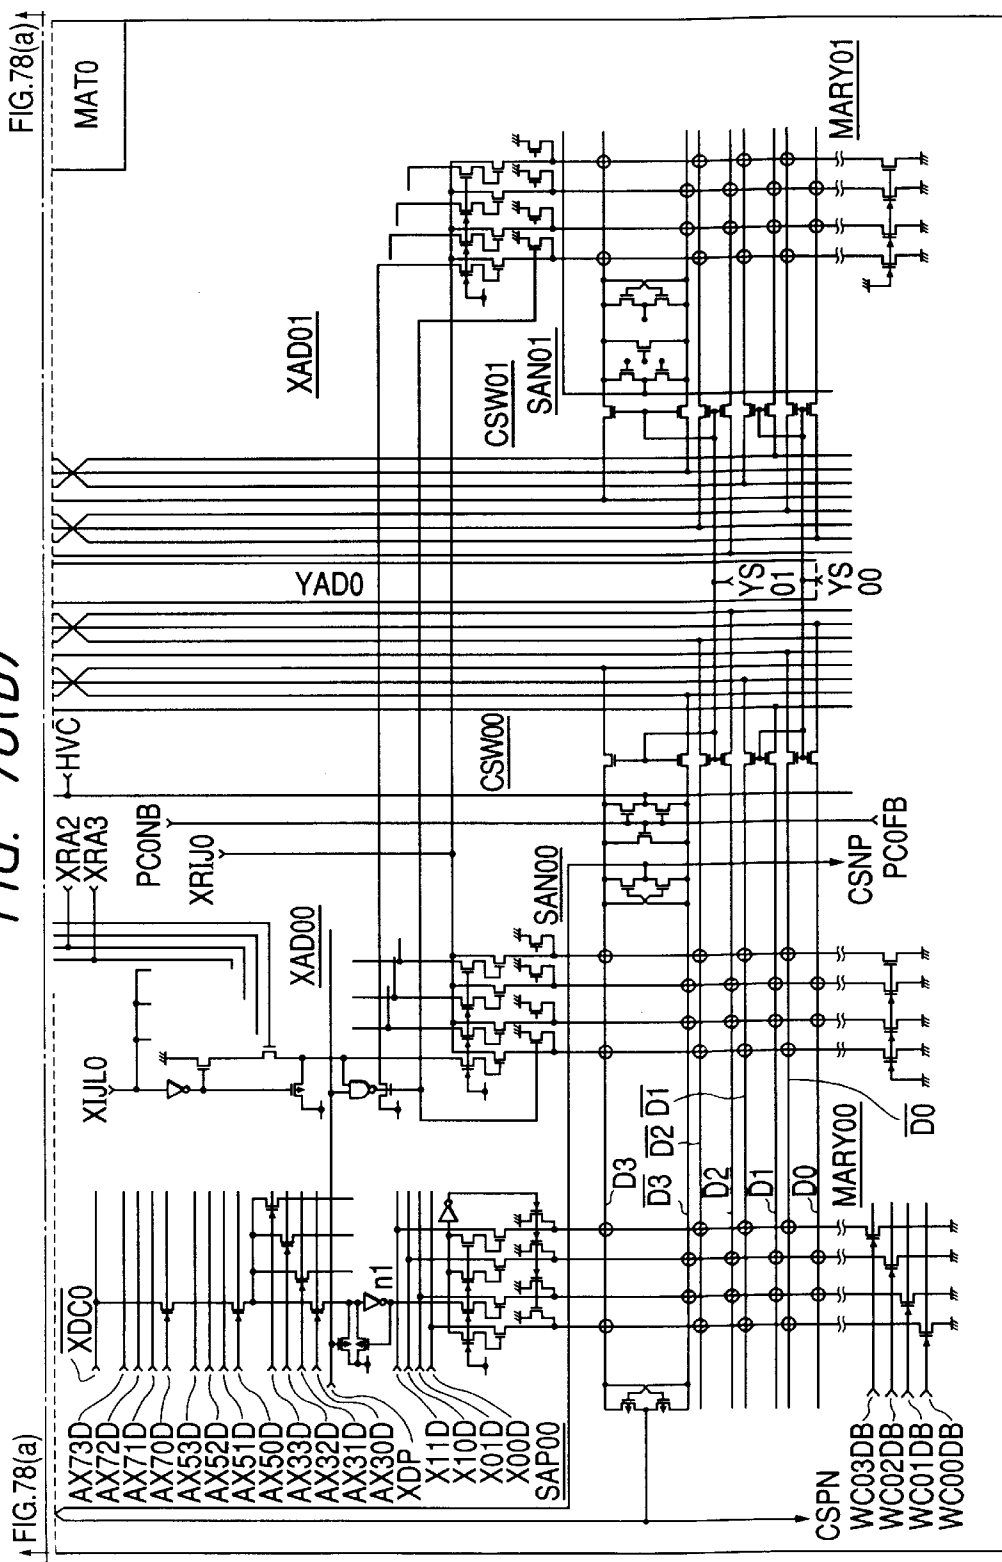 FIG.78(a)
FIG.78(a)
FIG. 78(b)
MAT0
XAD01
CSW01
SAN01
MARY01
YAD0
YS
01
YS
00
HVC
XRA2
XRA3
PC0NB
XRIJ0
CSW00
XIJL0
XAD00
SAN00
CSNP
PC0FB
XDC0
AX73D
AX72D
AX71D
AX70D
AX53D
AX52D
AX51D
AX50D
AX33D
AX32D
AX31D
AX30D
XDP
X11D
X10D
X01D
X00D
SAP00
n1
D3
D3
D2
D2
D1
D1
D0
D0
MARY00
CSPN
WC03DB
WC02DB
WC01DB
WC00DB